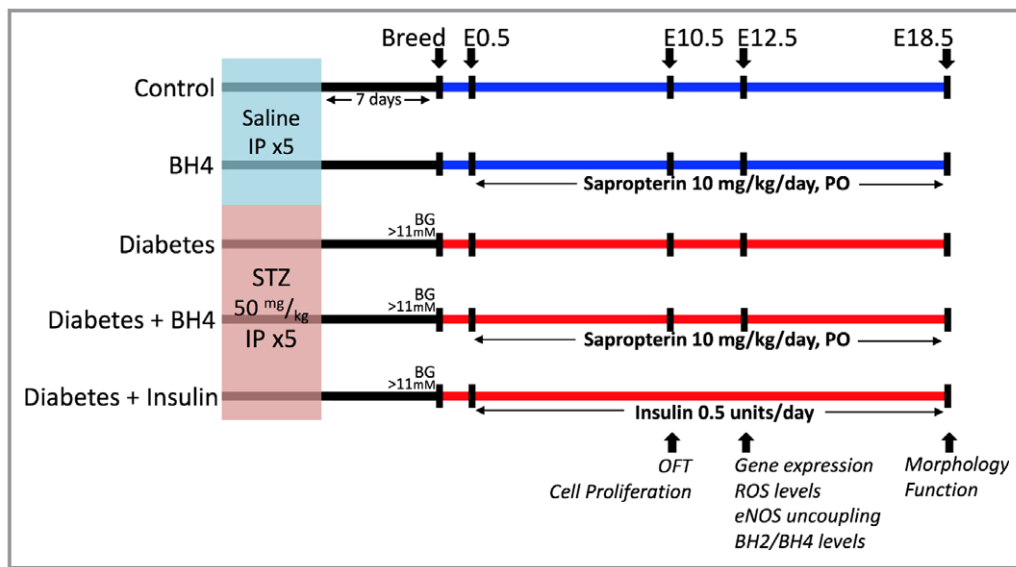 Breed E0.5 E10.5 E12.5 E18.5
Control
7 days
Saline
IP x5
BH4
Sapropterin 10 mg/kg/day, PO
Diabetes
BG
>11mM
STZ
50 mg/kg
IP x5
Diabetes + BH4
BG
>11mM
Sapropterin 10 mg/kg/day, PO
Diabetes + Insulin
BG
>11mM
Insulin 0.5 units/day
OFT
Cell Proliferation
Gene expression
ROS levels
eNOS uncoupling
BH2/BH4 levels
Morphology
Function